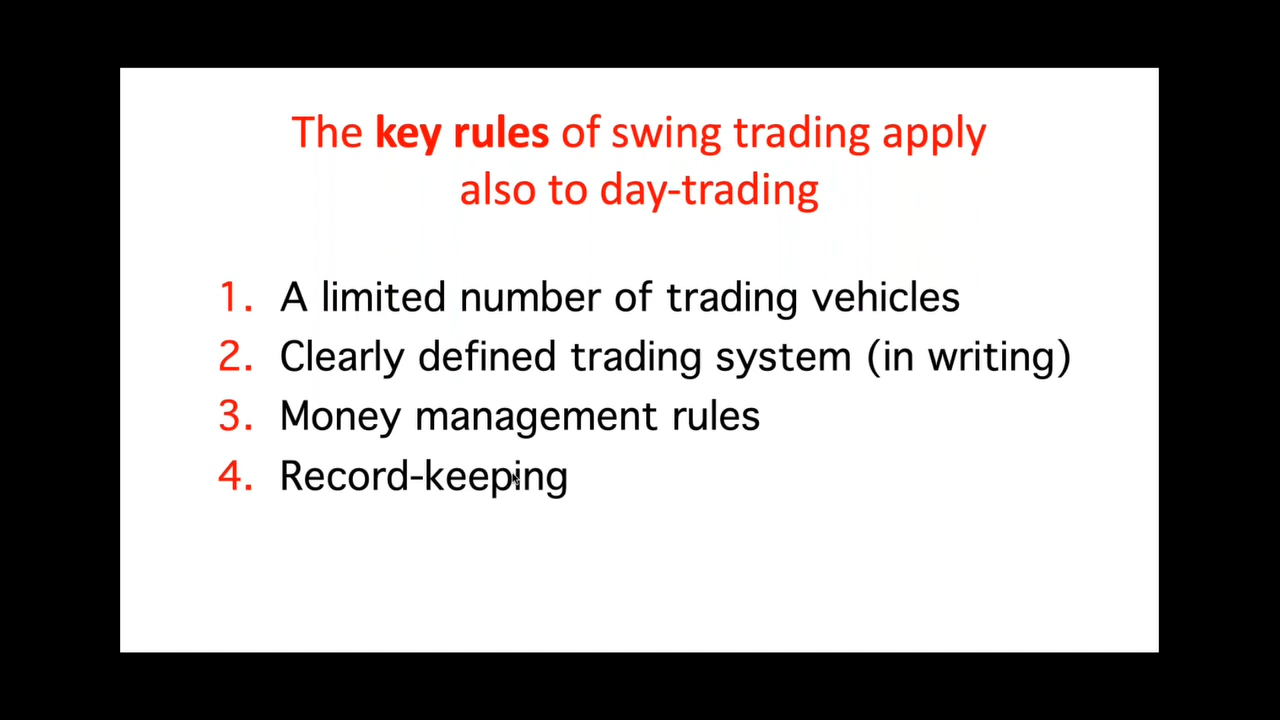 The key rules of swing trading apply
also to day-trading
1. A limited number of trading vehicles
2. Clearly defined trading system (in writing)
3. Money management rules
4. Record-keeping